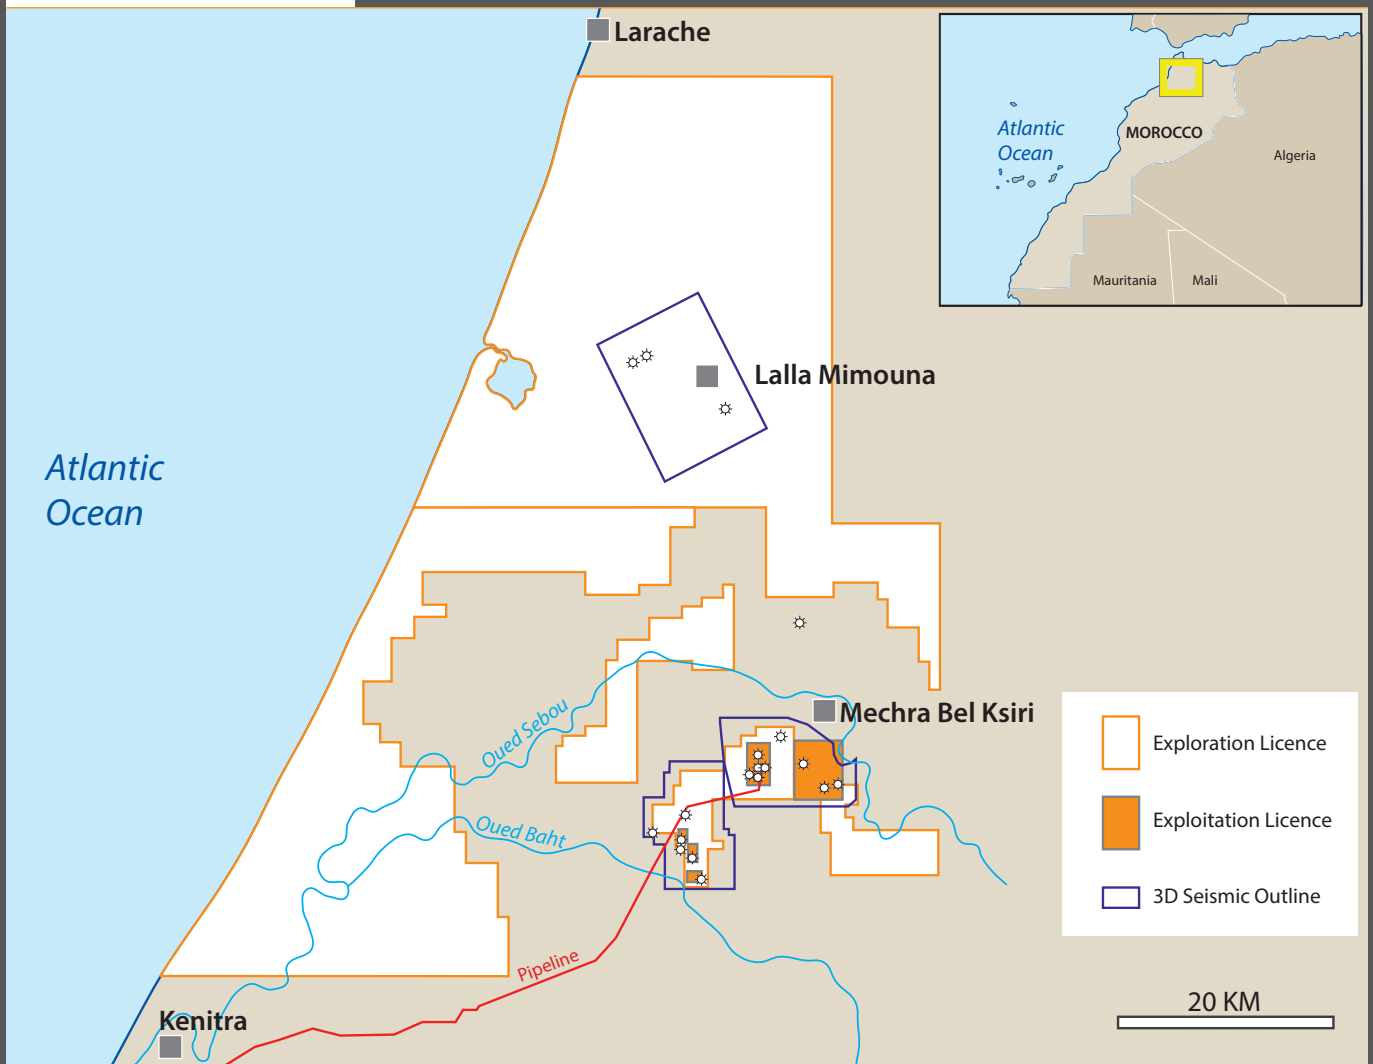 Larache
Atlantic
Ocean
MOROCCO
Algeria
Mauritania
Mali
Lalla Mimouna
Atlantic
Ocean
Oued Sebou
Mechra Bel Ksiri
Exploration Licence
Exploitation Licence
3D Seismic Outline
Oued Baht
Pipeline
20 KM
Kenitra